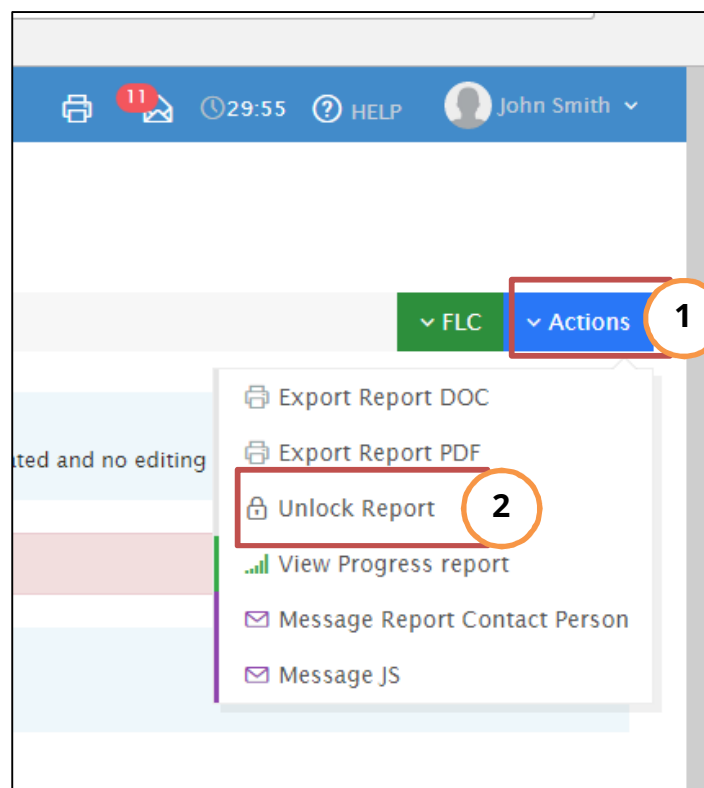 11
29:55
? HELP
John Smith
FLC
Actions
1
Export Report DOC
ted and no editing
Export Report PDF
Unlock Report
2
View Progress report
Message Report Contact Person
Message JS